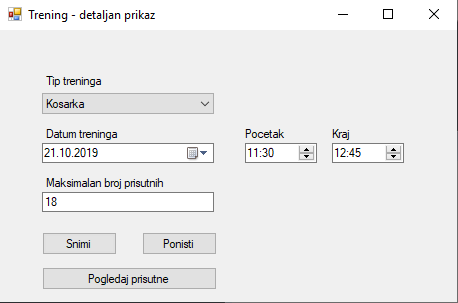 Trening - detaljan prikaz
Tip treninga
Kosarka
Datum treninga Pocetak Kraj
21.10.2019 11:30 12:45
Maksimalan broj prisutnih
18
Snimi Ponisti
Pogledaj prisutne